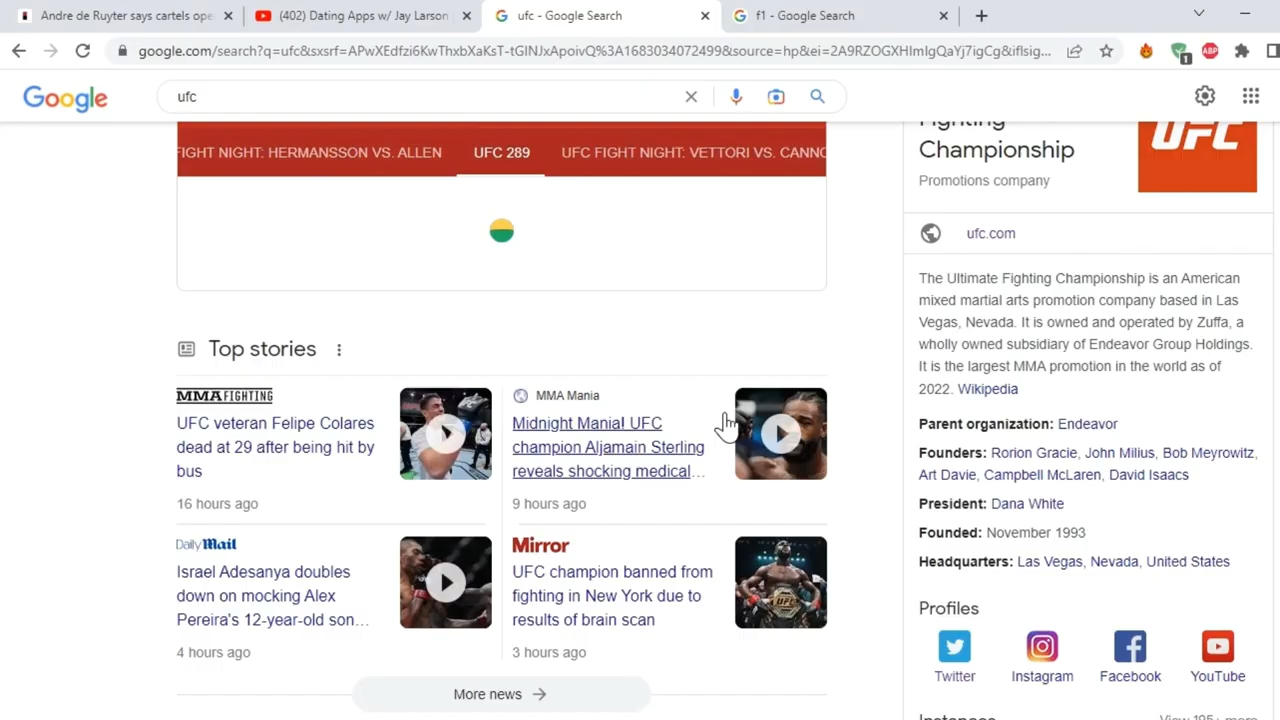 Andre de Ruyter says cartels ope
(402) Dating Apps w/ Jay Larson
ufc - Google Search
f1 - Google Search
google.com/search?q=ufc&sxsrf=APwXEdfzi6KwThxbXaKsT-tGINJxApoivQ%3A1683034072499&source=hp&ei=2A9RZOGXHImIgQaYj7igCg&iflsig...
1
ABP
Google
ufc
FIGHT NIGHT: HERMANSSON VS. ALLEN
UFC 289
UFC FIGHT NIGHT: VETTORI VS. CANNO
Top stories
MMAFIGHTING
UFC veteran Felipe Colares
dead at 29 after being hit by
bus
16 hours ago
MMA Mania
Midnight Mania! UFC
champion Aljamain Sterling
reveals shocking medical...
9 hours ago
Daily Mail
Israel Adesanya doubles
down on mocking Alex
Pereira's 12-year-old son...
4 hours ago
Mirror
UFC champion banned from
fighting in New York due to
results of brain scan
3 hours ago
UFC
More news
Fighting
Championship
Promotions company
UFC
ufc.com
The Ultimate Fighting Championship is an American
mixed martial arts promotion company based in Las
Vegas, Nevada. It is owned and operated by Zuffa, a
wholly owned subsidiary of Endeavor Group Holdings.
It is the largest MMA promotion in the world as of
2022. Wikipedia
Parent organization: Endeavor
Founders: Rorion Gracie, John Milius, Bob Meyrowitz,
Art Davie, Campbell McLaren, David Isaacs
President: Dana White
Founded: November 1993
Headquarters: Las Vegas, Nevada, United States
Profiles
Twitter
Instagram
Facebook
YouTube
Instances
View 195+ more